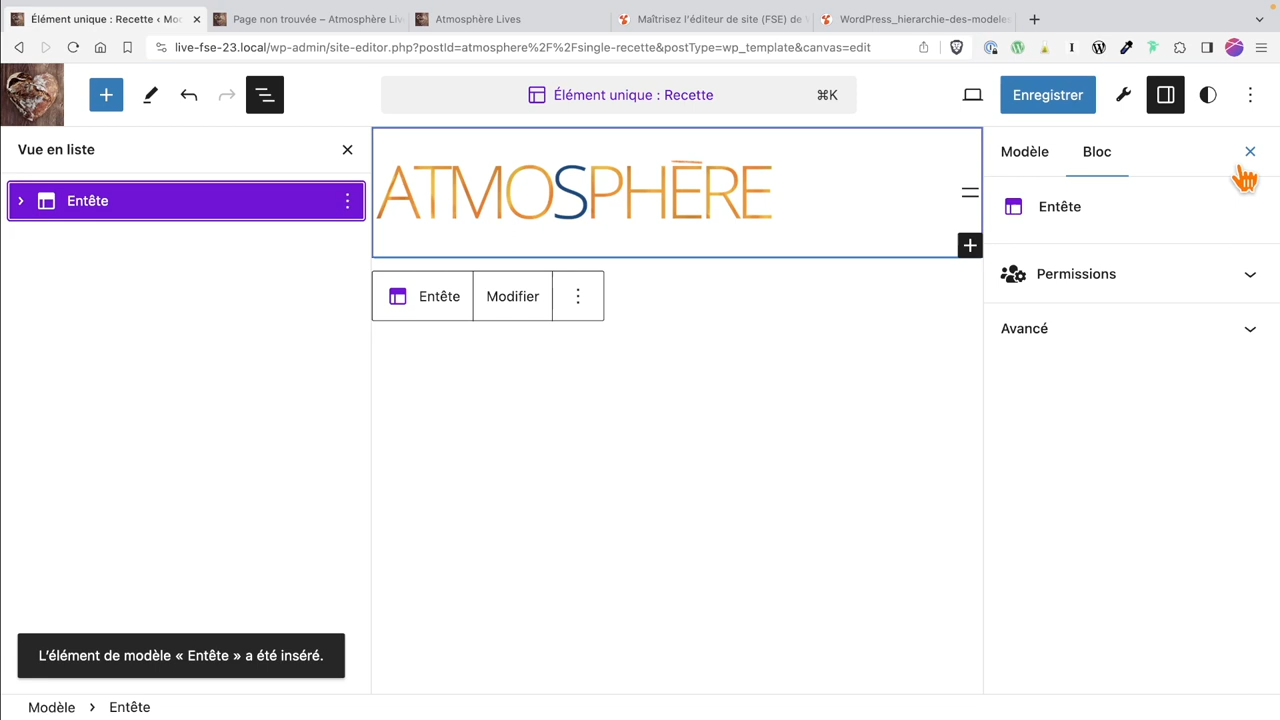 Élément unique : Recette ‹ Mo
Page non trouvée – Atmosphère Liv
Atmosphère Lives
Maîtrisez l'éditeur de site (FSE) de
WordPress_hierarchie-des-modele
live-fse-23.local/wp-admin/site-editor.php?postId=atmosphere%2F%2Fsingle-recette&postType=wp_template&canvas=edit
Élément unique : Recette
⌘K
Enregistrer
Vue en liste
Entête
ATMOSPHĒRE
Entête
Modifier
Modèle
Bloc
Entête
Permissions
Avancé
L'élément de modèle « Entête » a été inséré.
Modèle > Entête